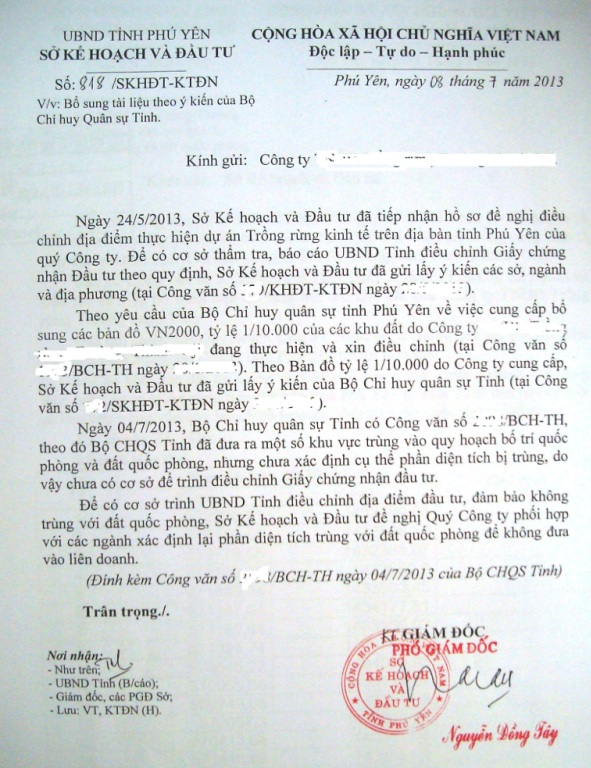 UBND TỈNH PHÚ YÊN
SỞ KẾ HOẠCH VÀ ĐẦU TƯ
CỘNG HÒA XÃ HỘI CHỦ NGHĨA VIỆT NAM
Độc lập – Tự do – Hạnh phúc
Số: 818 /SKHĐT-KTĐN
Phú Yên, ngày 08 tháng 7 năm 2013
V/v: Bổ sung tài liệu theo ý kiến của Bộ
Chỉ huy Quân sự Tỉnh.
Kính gửi: Công ty
Ngày 24/5/2013, Sở Kế hoạch và Đầu tư đã tiếp nhận hồ sơ đề nghị điều
chỉnh địa điểm thực hiện dự án Trồng rừng kinh tế trên địa bàn tỉnh Phú Yên của
quý Công ty. Để có cơ sở thẩm tra, báo cáo UBND Tỉnh điều chỉnh Giấy chứng
nhận Đầu tư theo quy định, Sở Kế hoạch và Đầu tư đã gửi lấy ý kiến các sở, ngành
và địa phương (tại Công văn số /KHĐT-KTĐN ngày ).
Theo yêu cầu của Bộ Chỉ huy quân sự tỉnh Phú Yên về việc cung cấp bổ
sung các bản đồ VN2000, tỷ lệ 1/10.000 của các khu đất do Công ty
đang thực hiện và xin điều chỉnh (tại Công văn số
/BCH-TH ngày ). Theo Bản đồ tỷ lệ 1/10.000 do Công ty cung cấp,
Sở Kế hoạch và Đầu tư đã gửi lấy ý kiến của Bộ Chỉ huy quân sự Tỉnh (tại Công
văn số /SKHĐT-KTĐN ngày ).
Ngày 04/7/2013, Bộ Chỉ huy quân sự Tỉnh có Công văn số /BCH-TH,
theo đó Bộ CHQS Tỉnh đã đưa ra một số khu vực trùng vào quy hoạch bố trí quốc
phòng và đất quốc phòng, nhưng chưa xác định cụ thể phần diện tích bị trùng, do
vậy chưa có cơ sở để trình điều chỉnh Giấy chứng nhận đầu tư.
Để có cơ sở trình UBND Tỉnh điều chỉnh địa điểm đầu tư, đảm bảo không
trùng với đất quốc phòng, Sở Kế hoạch và Đầu tư đề nghị Quý Công ty phối hợp
với các ngành xác định lại phần diện tích trùng với đất quốc phòng để không đưa
vào liên doanh.
(Đính kèm Công văn số /BCH-TH ngày 04/7/2013 của Bộ CHQS Tỉnh)
Trân trọng./.
Nơi nhận:
- Như trên;
- UBND Tỉnh (B/cáo);
- Giám đốc, các PGĐ Sở;
- Lưu: VT, KTĐN (H).
KT GIÁM ĐỐC
PHÓ GIÁM ĐỐC
CỘNG HÒA XÃ HỘI CHỦ NGHĨA VIỆT NAM
SỞ
KẾ HOẠCH
VÀ
ĐẦU TƯ
TỈNH PHÚ YÊN
Nguyễn Đồng Tây